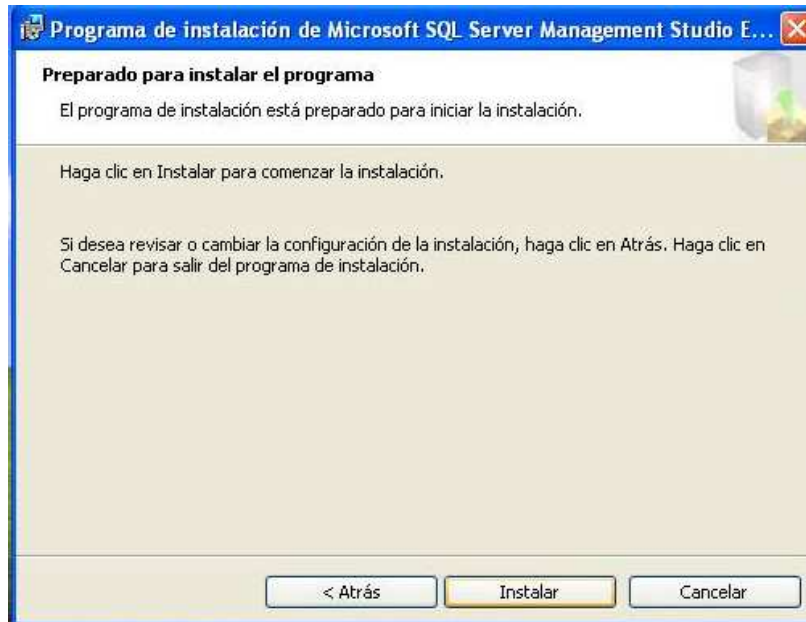 Programa de instalación de Microsoft SQL Server Management Studio E...
Preparado para instalar el programa
El programa de instalación está preparado para iniciar la instalación.
Haga clic en Instalar para comenzar la instalación.
Si desea revisar o cambiar la configuración de la instalación, haga clic en Atrás. Haga clic en
Cancelar para salir del programa de instalación.
< Atrás
Instalar
Cancelar